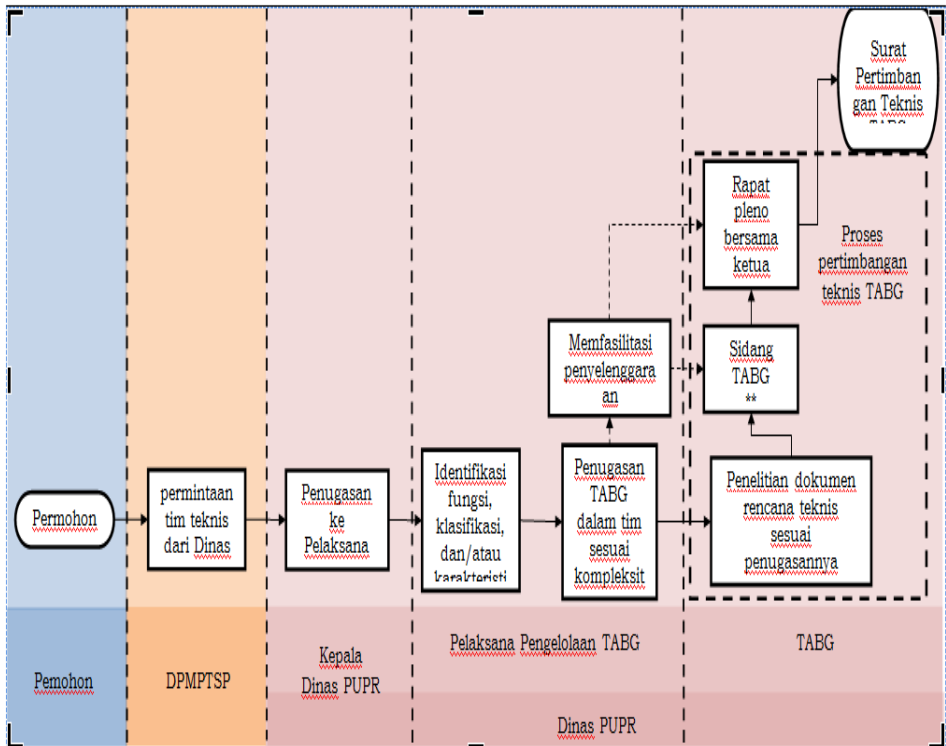 Permohon
permintaan
tim teknis
dari Dinas
Penugasan
ke
Pelaksana
Identifikasi
fungsi,
klasifikasi,
dan/atau
Penugasan
TABG
dalam tim
sesuai
kompleksit
Memfasilitasi
penyelenggara
an
Penelitian dokumen
rencana teknis
sesuai
penugasannya
Sidang
TABG
**
Rapat
pleno
bersama
ketua
Proses
pertimbangan
teknis TABG
Surat
Pertimban
gan Teknis
Pemohon
DPMPTSP
Kepala
Dinas PUPR
Pelaksana Pengelolaan TABG
TABG
Dinas PUPR